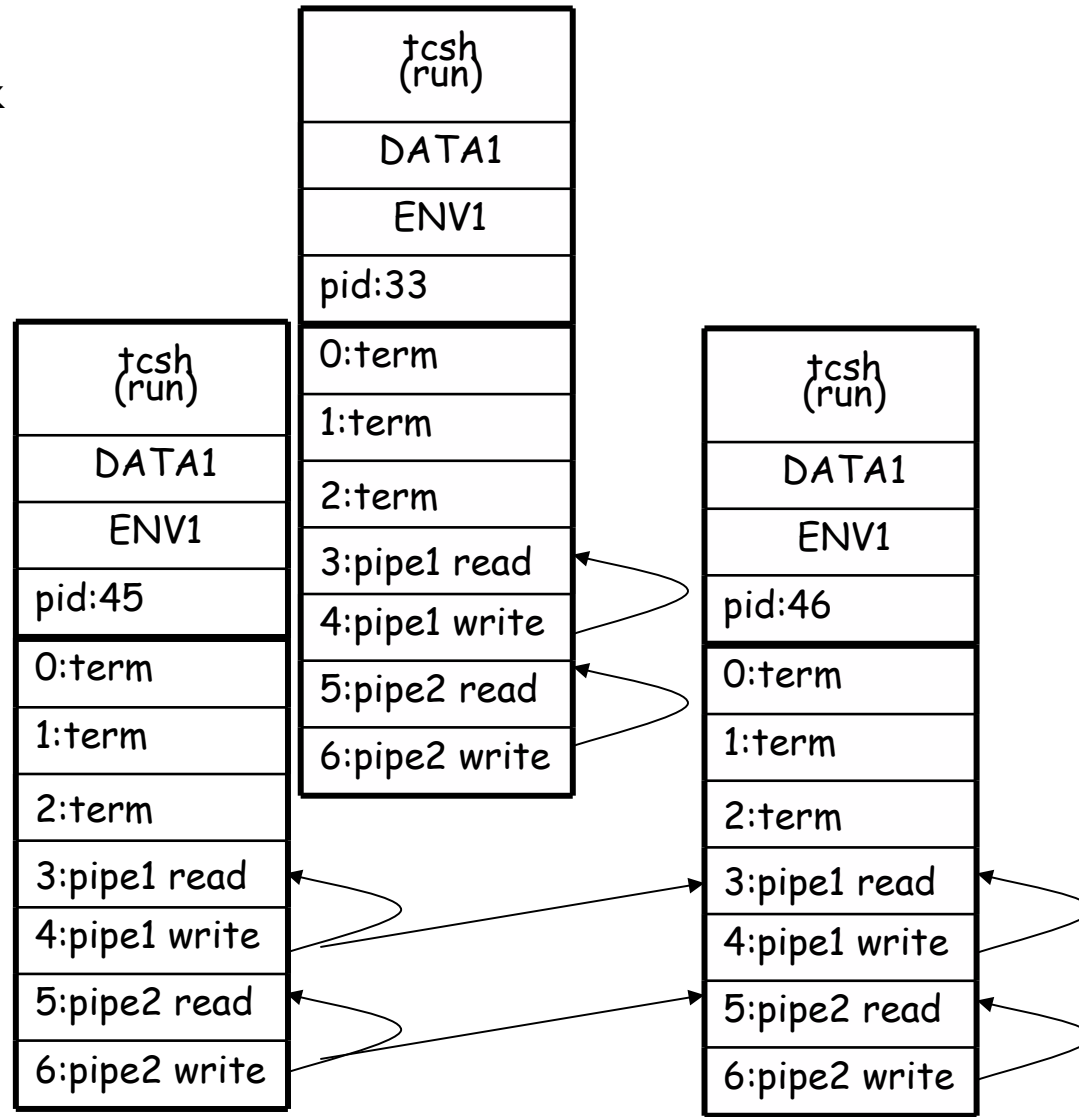 k
tcsh
(run)
DATA1
ENV1
pid:33
0:term
1:term
2:term
3:pipe1 read
4:pipe1 write
5:pipe2 read
6:pipe2 write
tcsh
(run)
DATA1
ENV1
pid:45
0:term
1:term
2:term
3:pipe1 read
4:pipe1 write
5:pipe2 read
6:pipe2 write
tcsh
(run)
DATA1
ENV1
pid:46
0:term
1:term
2:term
3:pipe1 read
4:pipe1 write
5:pipe2 read
6:pipe2 write